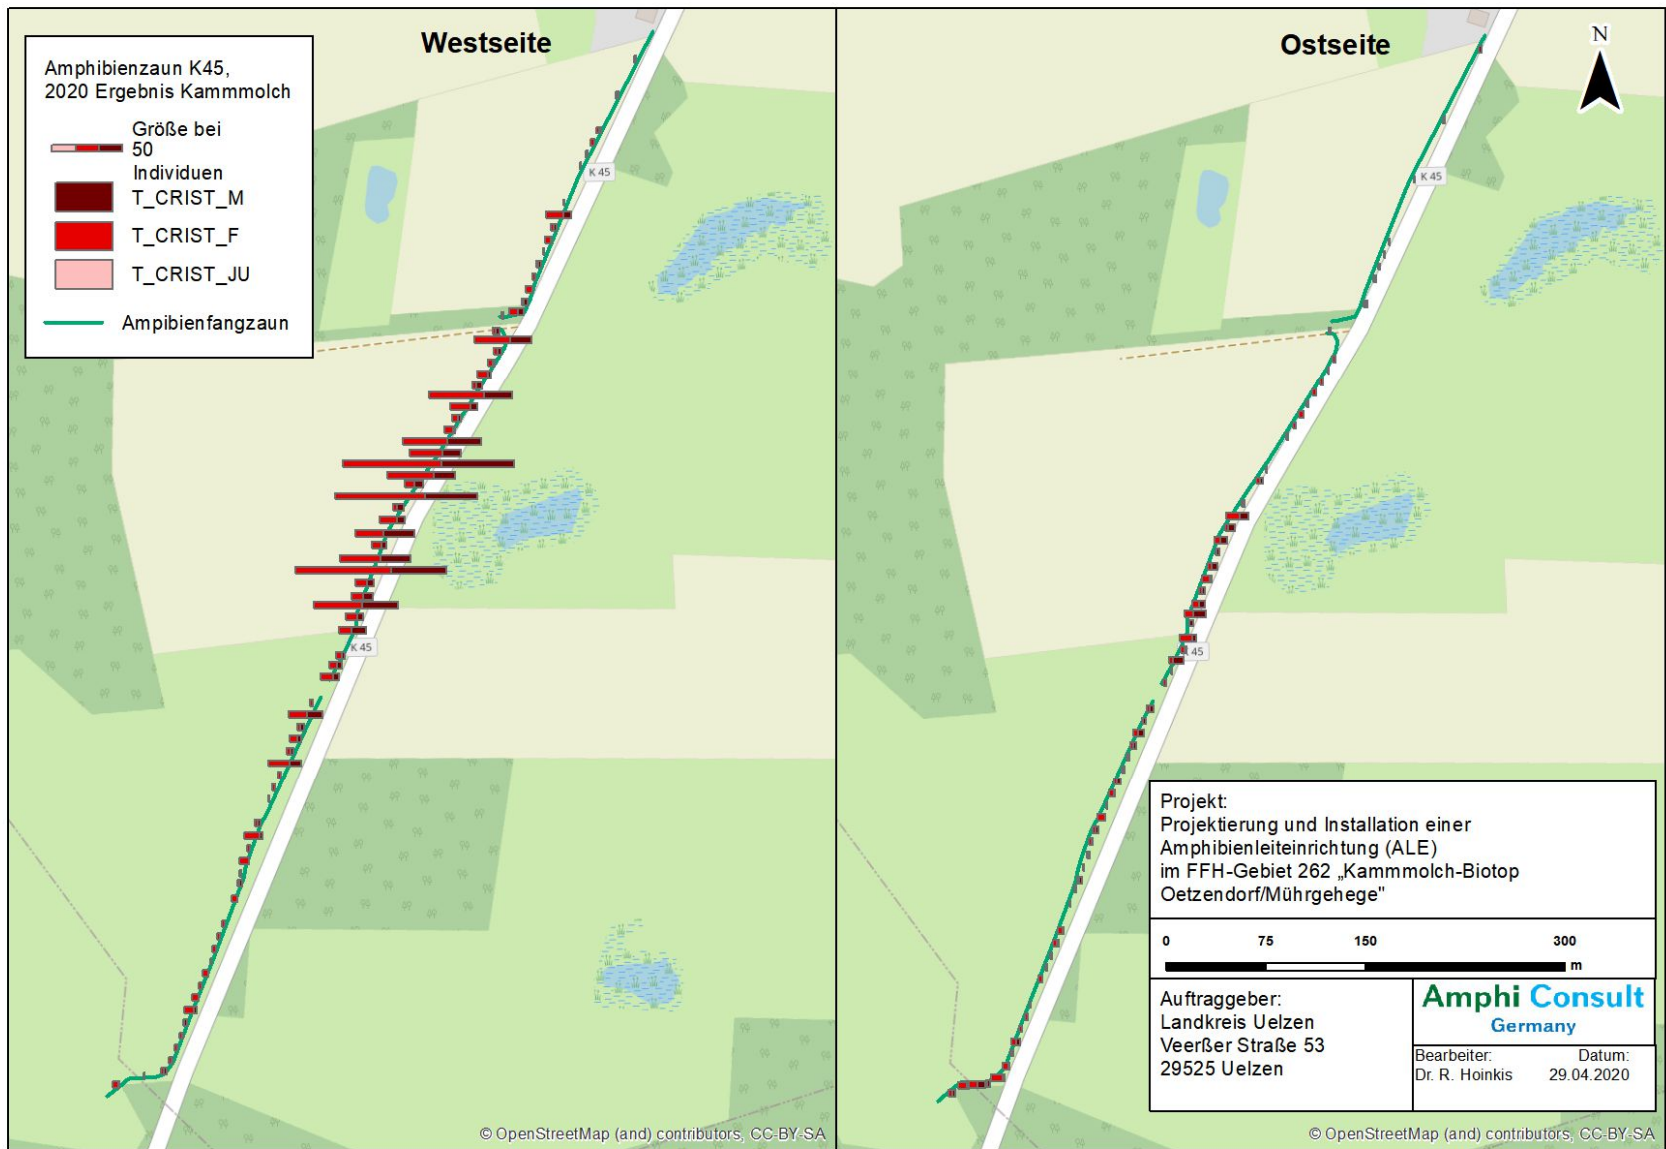 Westseite
Amphibienzaun K45,
2020 Ergebnis Kammmolch
Größe bei
50
Individuen
T_CRIST_M
T_CRIST_F
T_CRIST_JU
Ampibienfangzaun
K 45
K 45
© OpenStreetMap (and) contributors, CC-BY-SA
Ostseite
N
K 45
45
Projekt:
Projektierung und Installation einer
Amphibienleiteinrichtung (ALE)
im FFH-Gebiet 262 „Kammmolch-Biotop
Oetzendorf/Mührgehege"
0 75 150 300
m
Auftraggeber:
Landkreis Uelzen
Veerßer Straße 53
29525 Uelzen
Amphi Consult
Germany
Bearbeiter: Datum:
Dr. R. Hoinkis 29.04.2020
© OpenStreetMap (and) contributors, CC-BY-SA